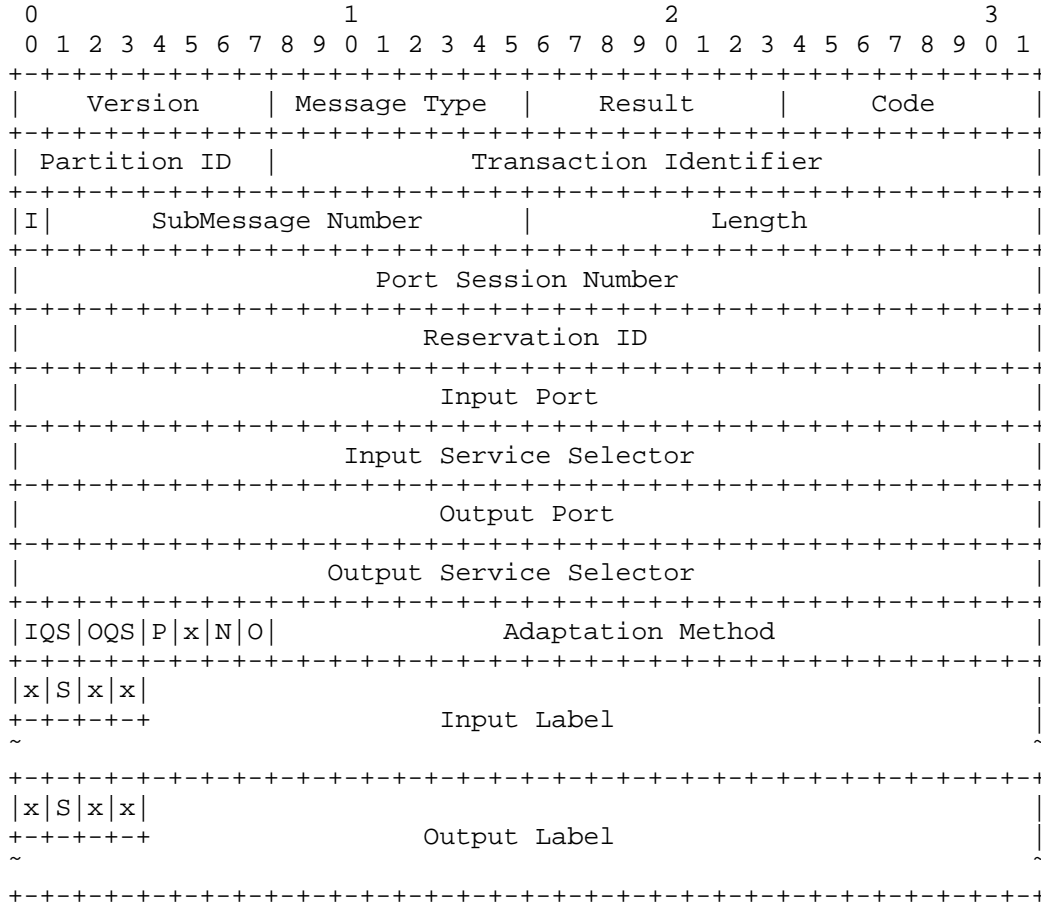 0                   1                   2                   3
 0 1 2 3 4 5 6 7 8 9 0 1 2 3 4 5 6 7 8 9 0 1 2 3 4 5 6 7 8 9 0 1
+-+-+-+-+-+-+-+-+-+-+-+-+-+-+-+-+-+-+-+-+-+-+-+-+-+-+-+-+-+-+-+-+
|    Version    | Message Type  |    Result     |     Code      |
+-+-+-+-+-+-+-+-+-+-+-+-+-+-+-+-+-+-+-+-+-+-+-+-+-+-+-+-+-+-+-+-+
| Partition ID  |            Transaction Identifier             |
+-+-+-+-+-+-+-+-+-+-+-+-+-+-+-+-+-+-+-+-+-+-+-+-+-+-+-+-+-+-+-+-+
|I|      SubMessage Number      |           Length              |
+-+-+-+-+-+-+-+-+-+-+-+-+-+-+-+-+-+-+-+-+-+-+-+-+-+-+-+-+-+-+-+-+
|                      Port Session Number                      |
+-+-+-+-+-+-+-+-+-+-+-+-+-+-+-+-+-+-+-+-+-+-+-+-+-+-+-+-+-+-+-+-+
|                         Reservation ID                        |
+-+-+-+-+-+-+-+-+-+-+-+-+-+-+-+-+-+-+-+-+-+-+-+-+-+-+-+-+-+-+-+-+
|                          Input Port                           |
+-+-+-+-+-+-+-+-+-+-+-+-+-+-+-+-+-+-+-+-+-+-+-+-+-+-+-+-+-+-+-+-+
|                    Input Service Selector                     |
+-+-+-+-+-+-+-+-+-+-+-+-+-+-+-+-+-+-+-+-+-+-+-+-+-+-+-+-+-+-+-+-+
|                          Output Port                          |
+-+-+-+-+-+-+-+-+-+-+-+-+-+-+-+-+-+-+-+-+-+-+-+-+-+-+-+-+-+-+-+-+
|                   Output Service Selector                     |
+-+-+-+-+-+-+-+-+-+-+-+-+-+-+-+-+-+-+-+-+-+-+-+-+-+-+-+-+-+-+-+-+
|IQS|OQS|P|x|N|O|              Adaptation Method                |
+-+-+-+-+-+-+-+-+-+-+-+-+-+-+-+-+-+-+-+-+-+-+-+-+-+-+-+-+-+-+-+-+
|x|S|x|x|                                                       |
+-+-+-+-+                  Input Label                          |
~                                                               ~
+-+-+-+-+-+-+-+-+-+-+-+-+-+-+-+-+-+-+-+-+-+-+-+-+-+-+-+-+-+-+-+-+
|x|S|x|x|                                                       |
+-+-+-+-+                 Output Label                          |
~                                                               ~
+-+-+-+-+-+-+-+-+-+-+-+-+-+-+-+-+-+-+-+-+-+-+-+-+-+-+-+-+-+-+-+-+